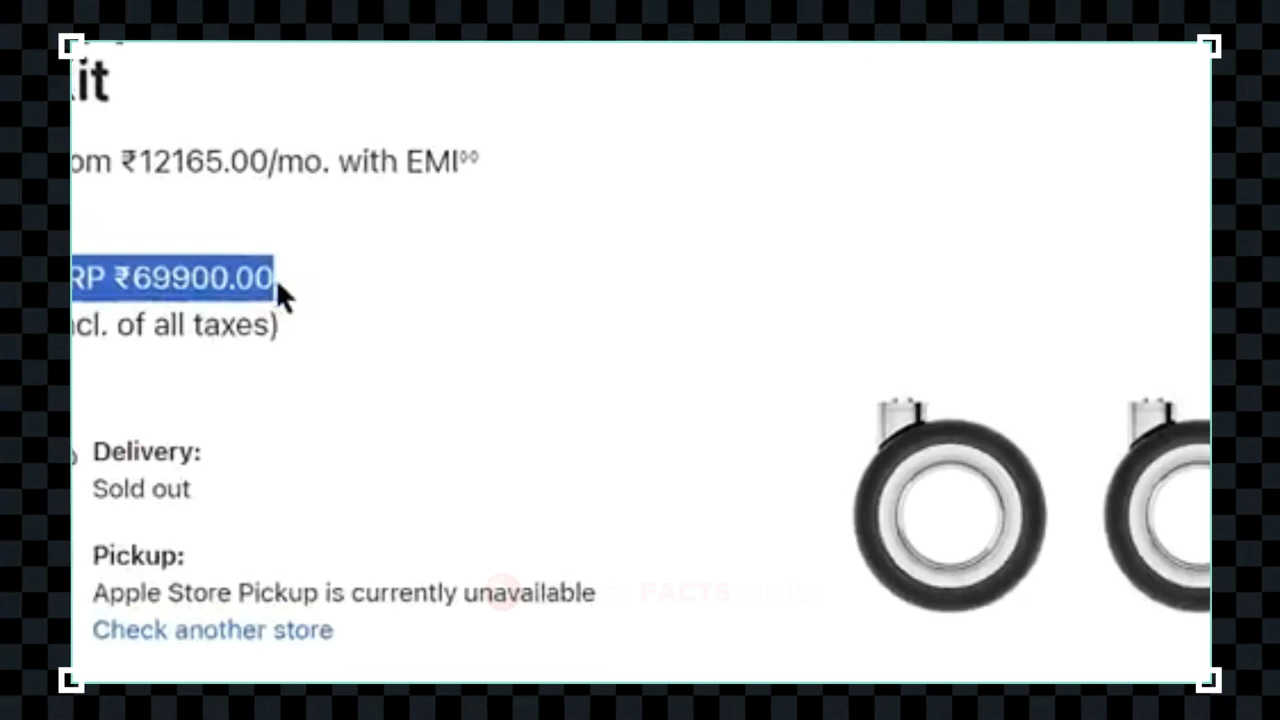 it
om ₹12165.00/mo. with EMI◊◊
RP ₹69900.00
ncl. of all taxes)
Delivery:
Sold out
Pickup:
Apple Store Pickup is currently unavailable
Check another store
FACTS